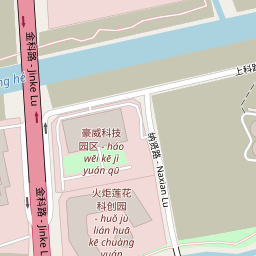 金科路 - Jinke Lu
上科路
豪威科技
园区 - háo
wēi kē jì
yuán qū
纳贤路 - Naxian Lu
金科路 - Jinke Lu
火炬莲花
科创园
- huǒ jù
lián huā
kē chuàng
yuán